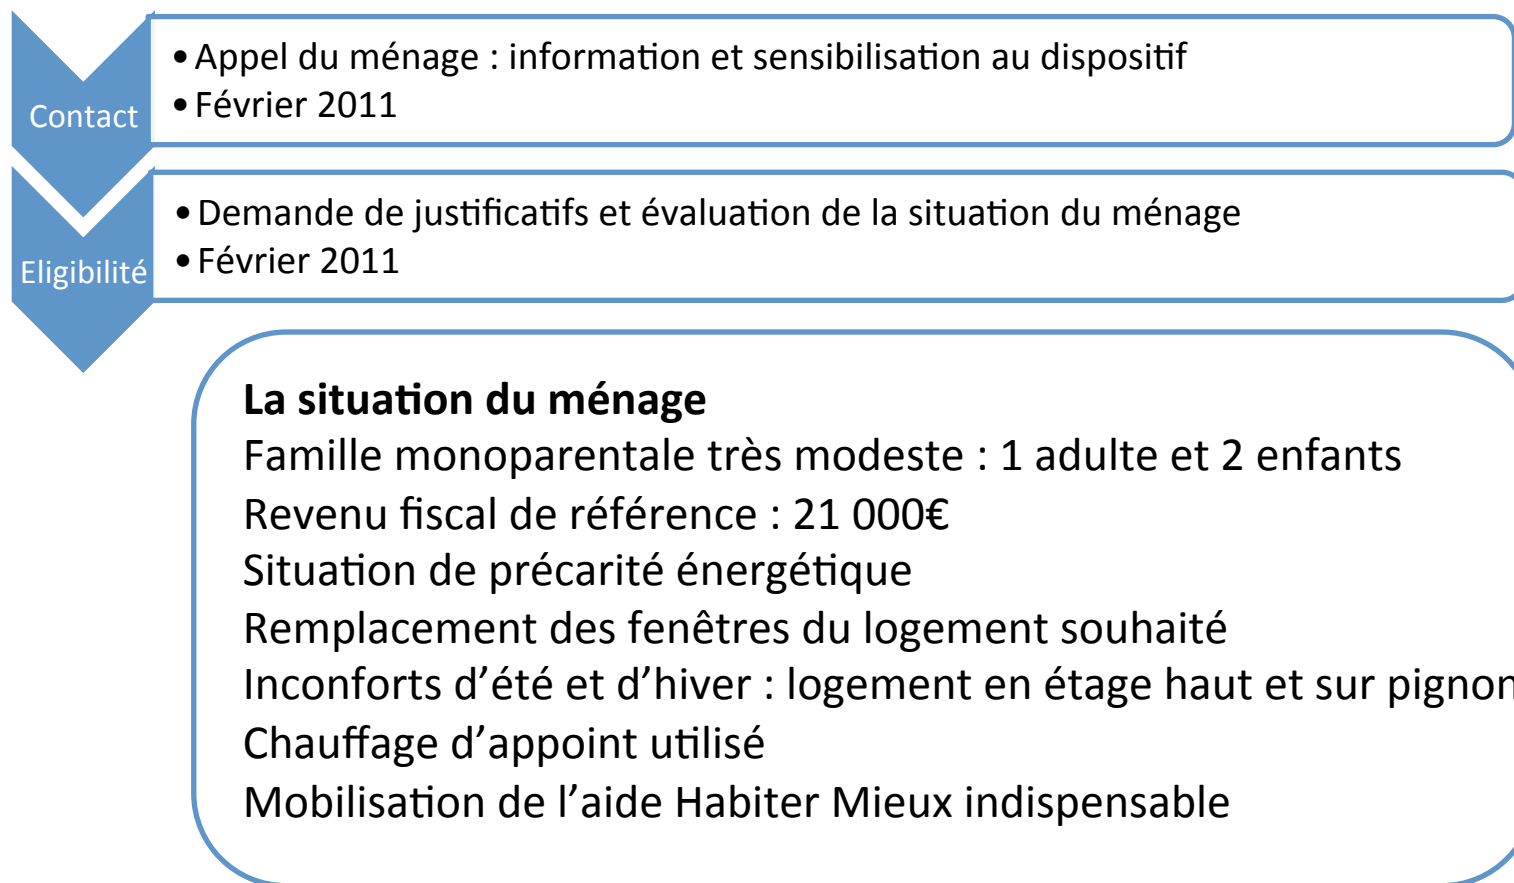 Contact
• Appel du ménage : information et sensibilisation au dispositif
• Février 2011
Eligibilité
• Demande de justificatifs et évaluation de la situation du ménage
• Février 2011
La situation du ménage
Famille monoparentale très modeste : 1 adulte et 2 enfants
Revenu fiscal de référence : 21 000€
Situation de précarité énergétique
Remplacement des fenêtres du logement souhaité
Inconforts d’été et d’hiver : logement en étage haut et sur pignon
Chauffage d’appoint utilisé
Mobilisation de l’aide Habiter Mieux indispensable